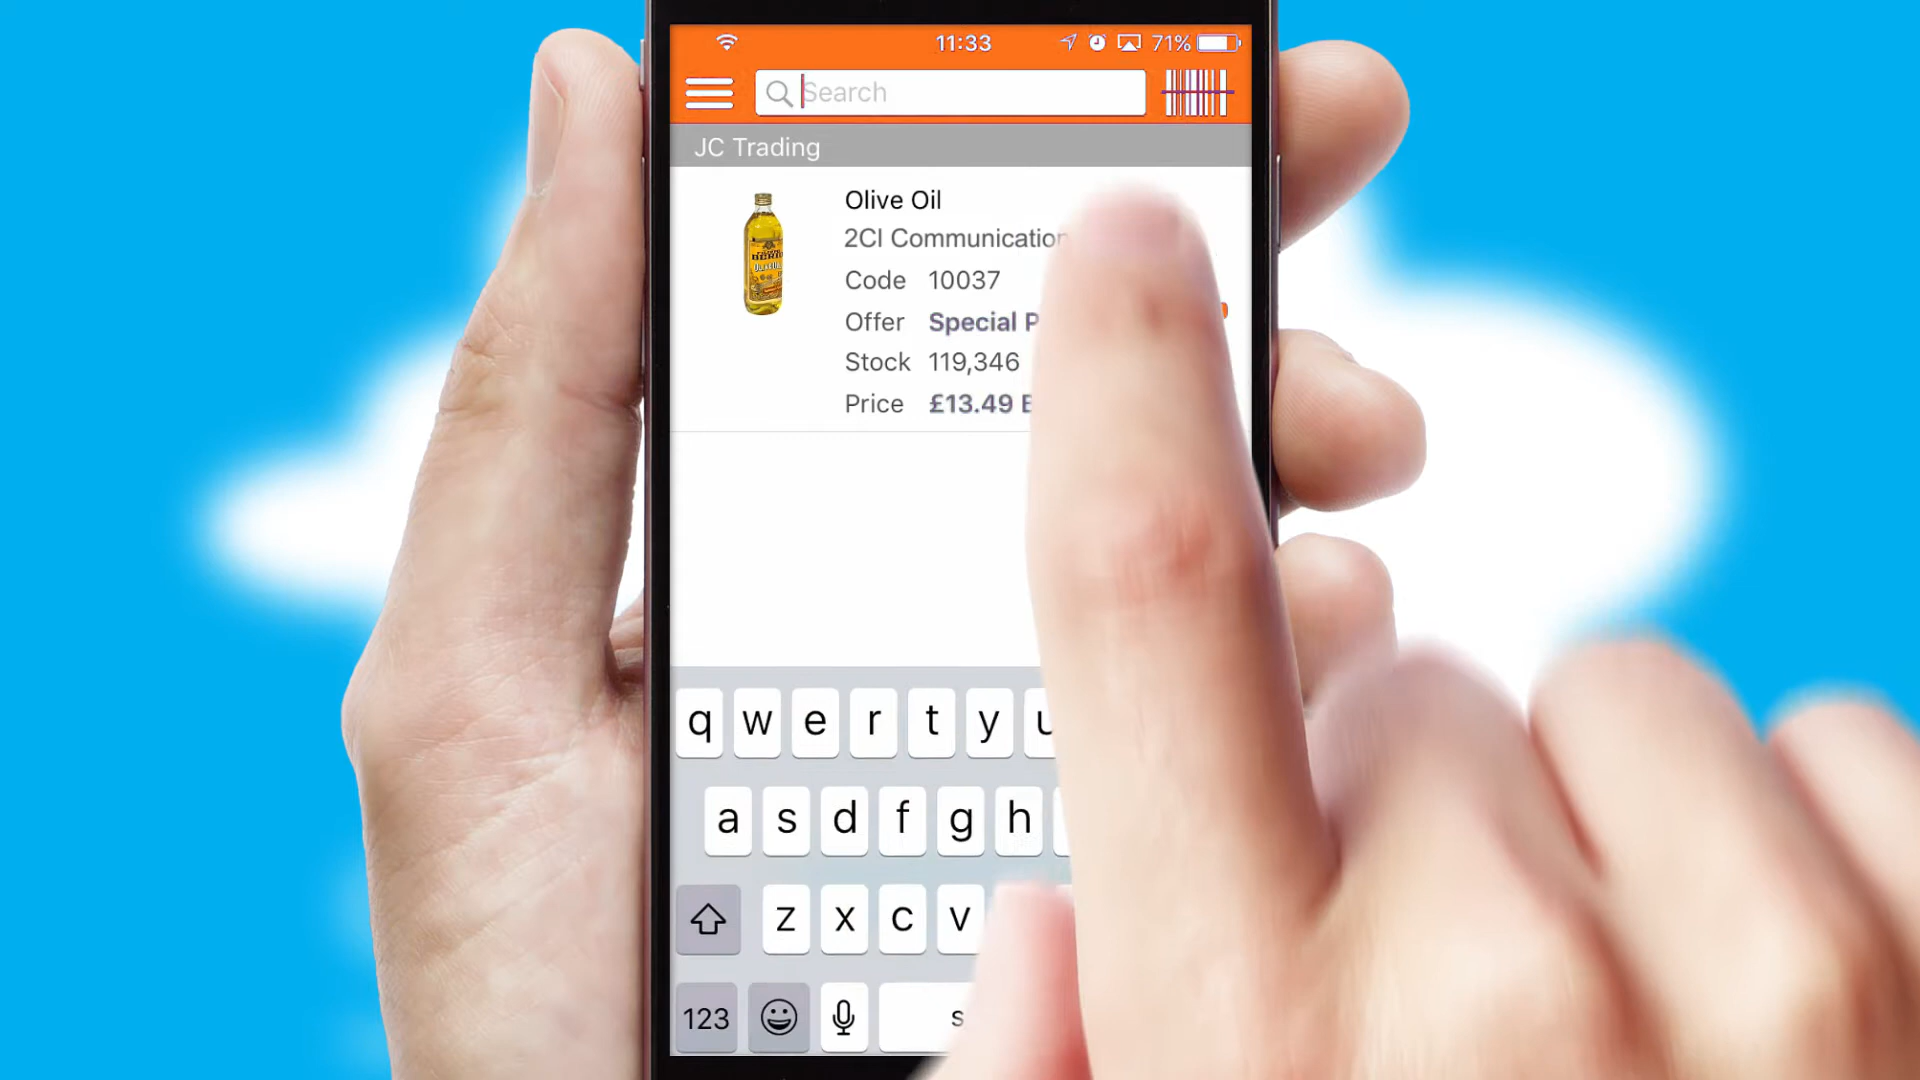 11:33 71%
Search
JC Trading
Olive Oil
2CI Communication
Code 10037
Offer Special P
Stock 119,346
Price £13.49 E
q w e r t y u
a s d f g h
z x c v
123 s